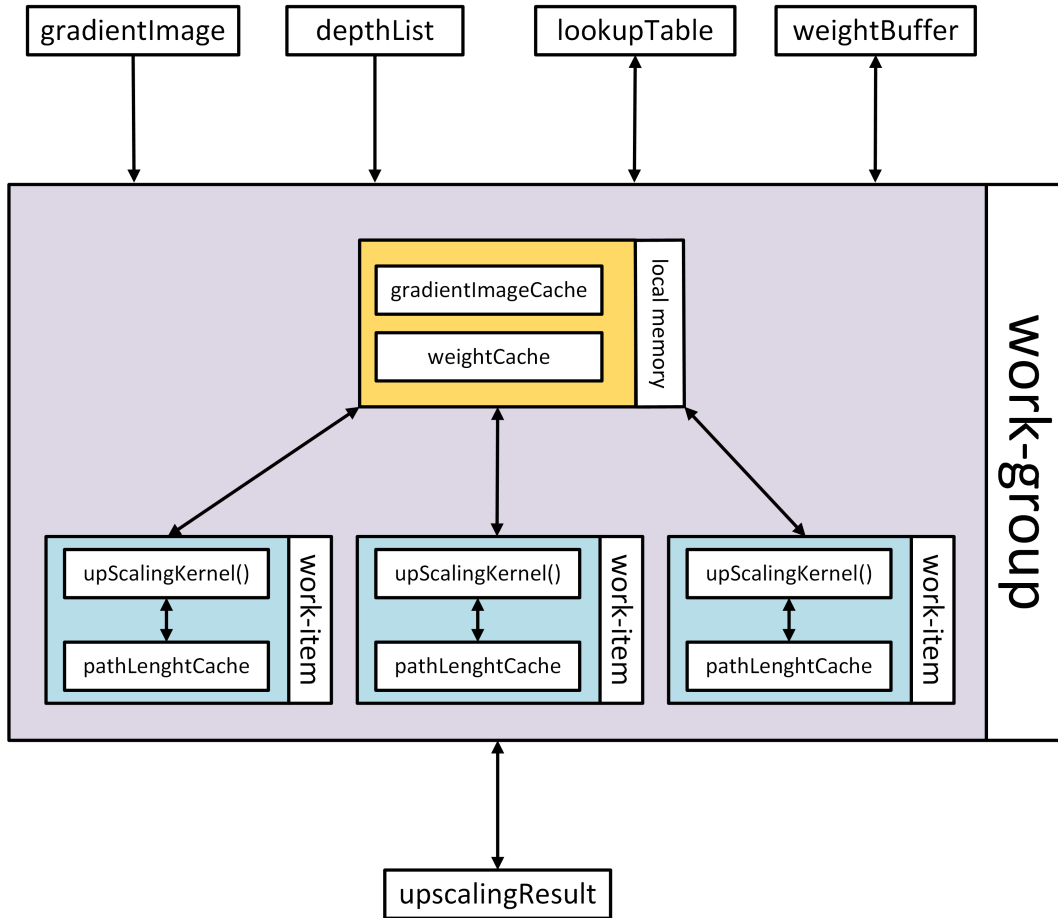 gradientImage
depthList
lookupTable
weightBuffer
gradientImageCache
weightCache
local memory
work-group
upScalingKernel()
pathLenghtCache
work-item
upScalingKernel()
pathLenghtCache
work-item
upScalingKernel()
pathLenghtCache
work-item
upscalingResult